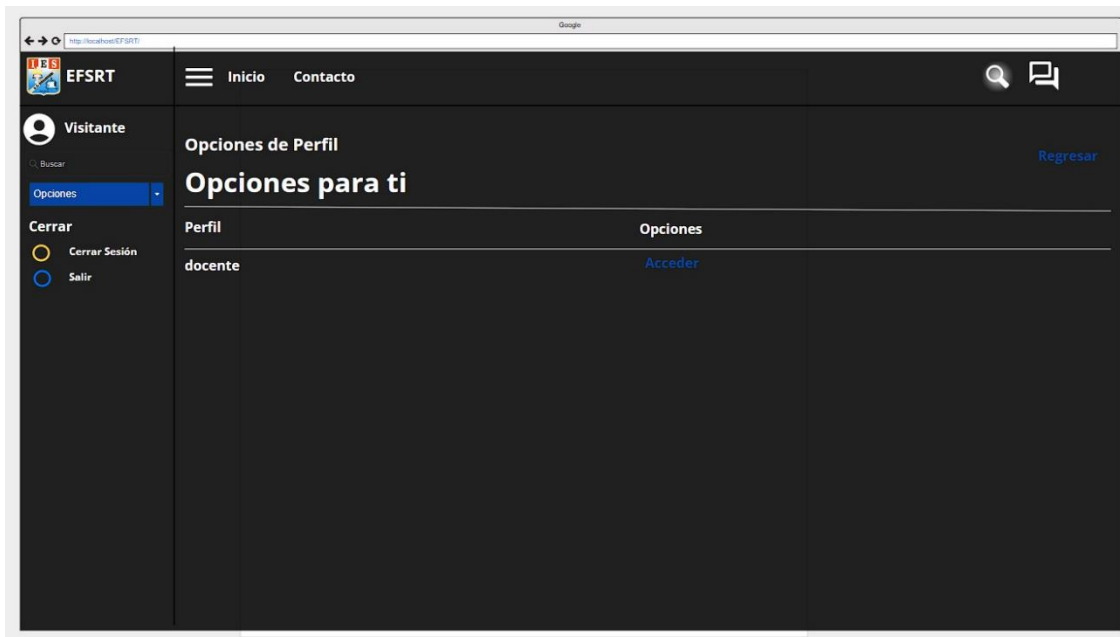 Google
http://localhost/EFSRT/
IES
EFSRT
Inicio Contacto
Visitante
Buscar
Opciones
Cerrar
Cerrar Sesión
Salir
Opciones de Perfil
Regresar
Opciones para ti
Perfil Opciones
docente Acceder